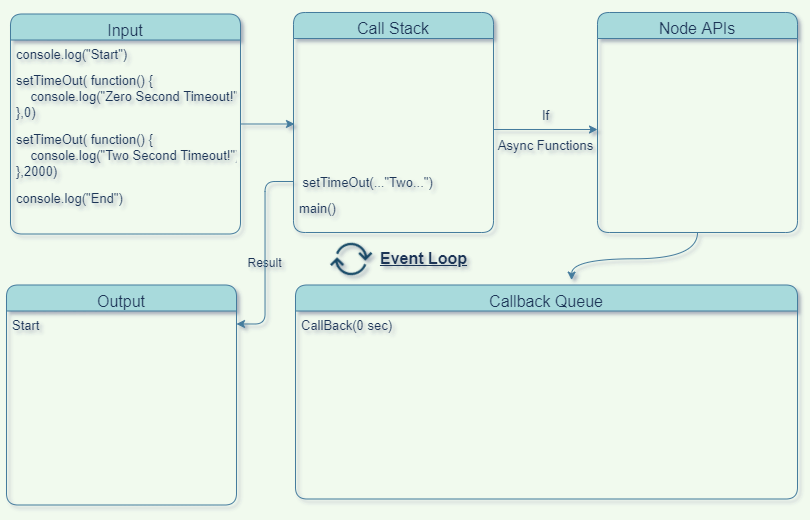 Input
console.log("Start")
setTimeOut( function() {
console.log("Zero Second Timeout!"
},0)
setTimeOut( function() {
console.log("Two Second Timeout!"
},2000)
console.log("End")
Call Stack
setTimeOut(..."Two...")
main()
If
Async Functions
Node APIs
Result
Event Loop
Output
Start
Callback Queue
CallBack(0 sec)